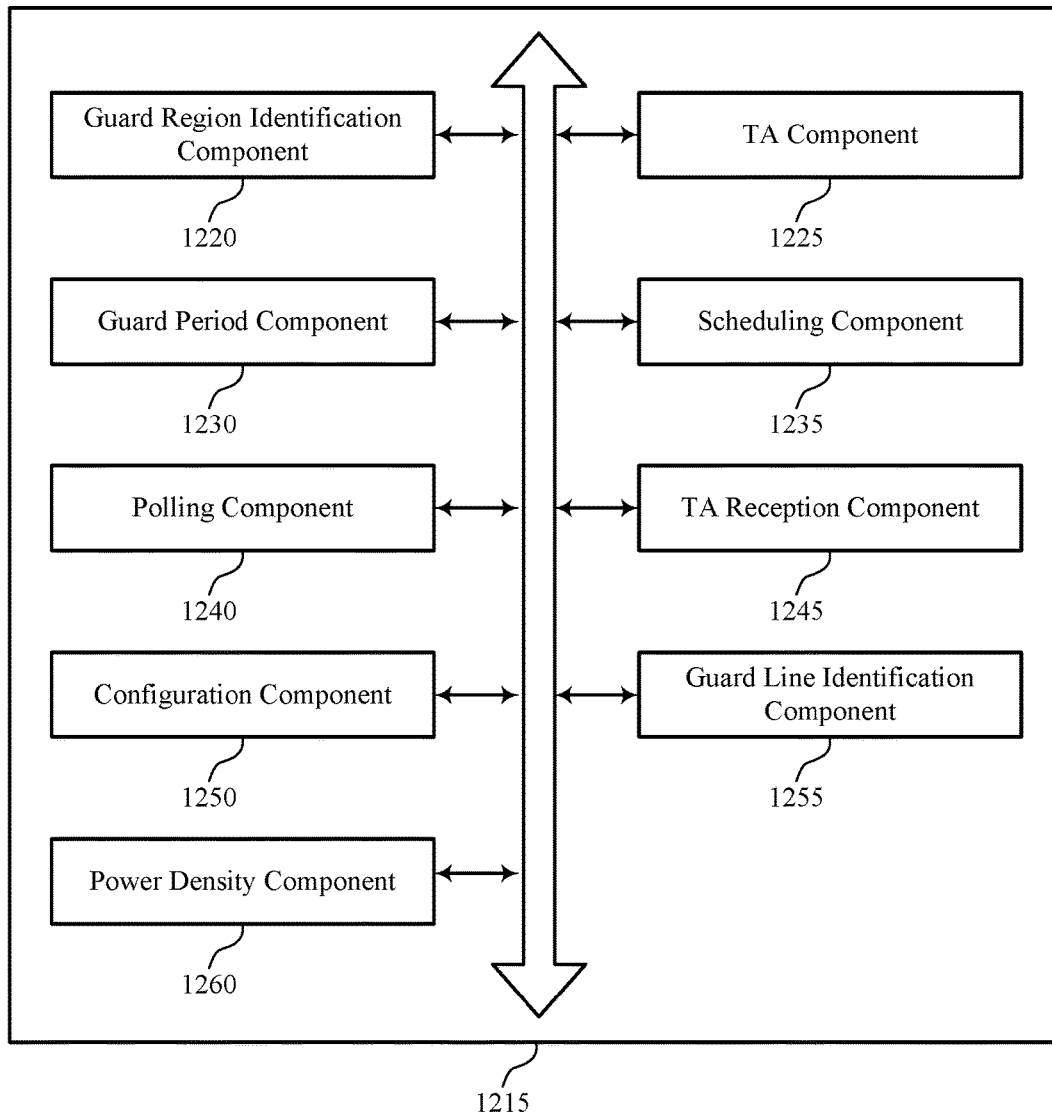 Guard Region Identification
Component
1220
TA Component
1225
Guard Period Component
1230
Scheduling Component
1235
Polling Component
1240
TA Reception Component
1245
Configuration Component
1250
Guard Line Identification
Component
1255
Power Density Component
1260
1215